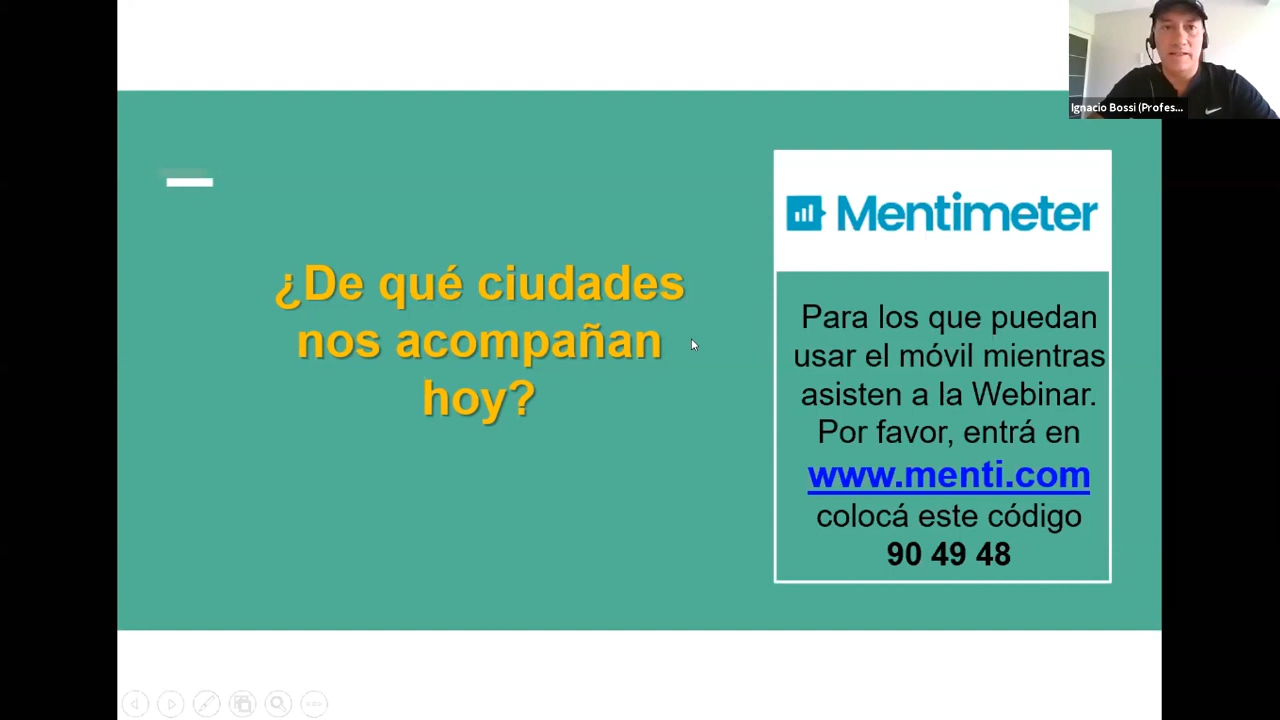 Ignacio Bossi (Profes...
¿De qué ciudades
nos acompañan
hoy?
Mentimeter
Para los que puedan
usar el móvil mientras
asisten a la Webinar.
Por favor, entrá en
www.menti.com
colocá este código
90 49 48